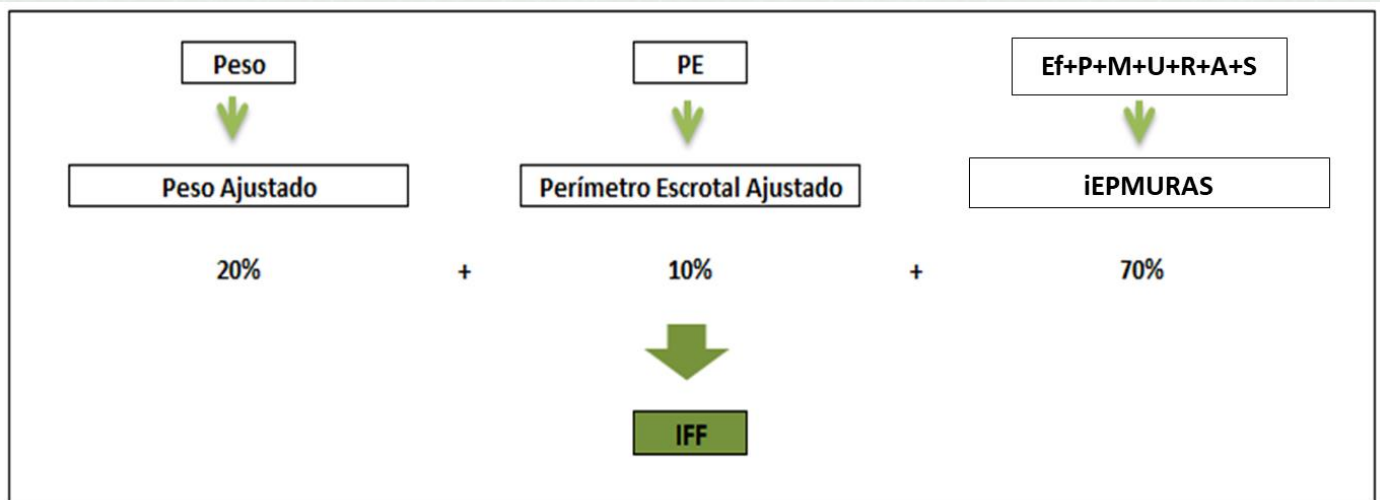 Peso
PE
Ef+P+M+U+R+A+S
Peso Ajustado
Perímetro Escrotal Ajustado
iEPMURAS
20%
+
10%
+
70%
IFF